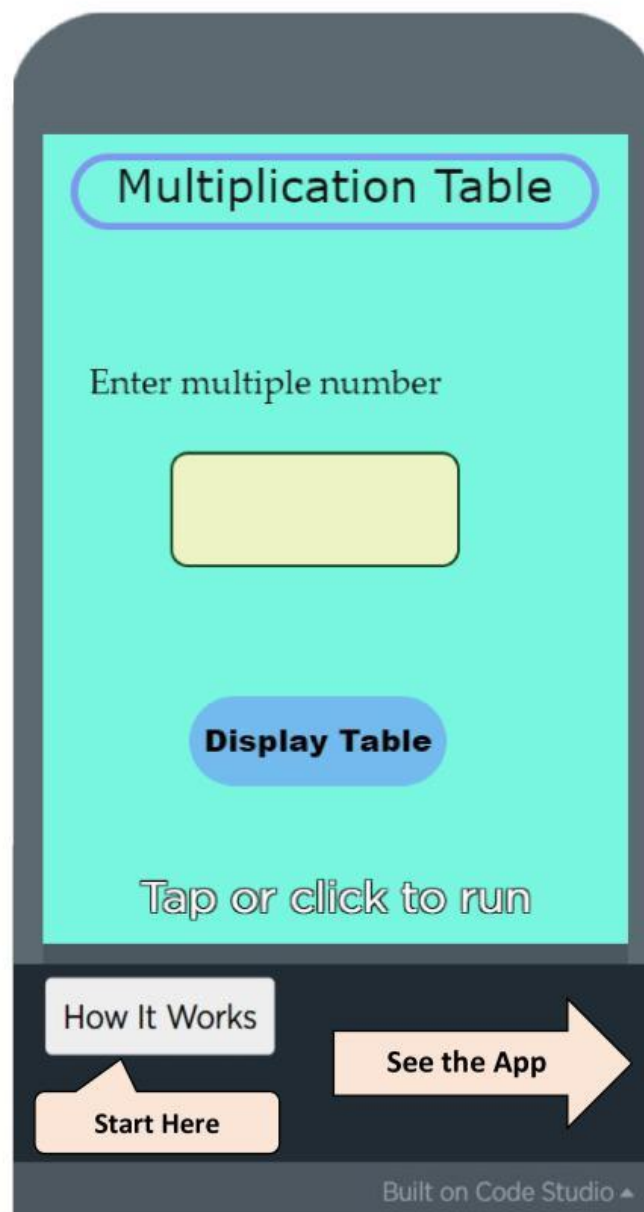 Multiplication Table
Enter multiple number
Display Table
Tap or click to run
How It Works
See the App
Start Here
Built on Code Studio